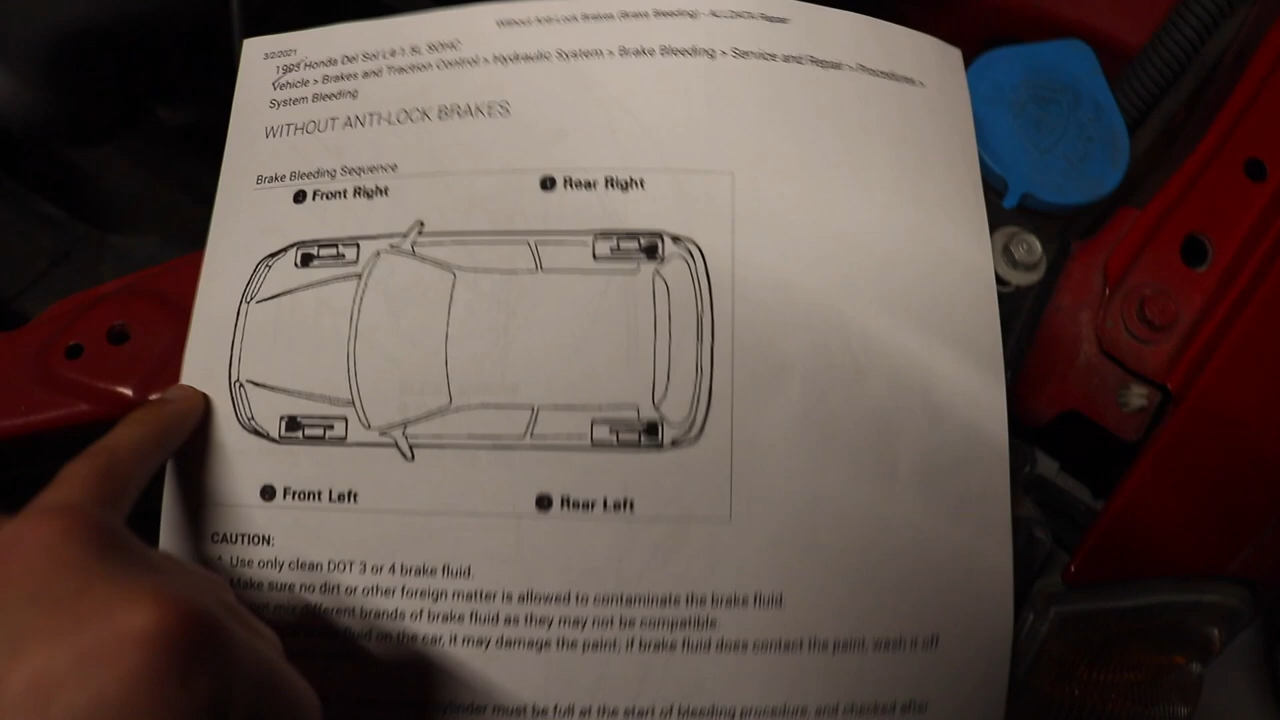 Without Anti-Lock Brakes (Brake Bleeding) - ALLDATA Repair
3/2/2021
1993 Honda Del Sol L4-1.5L SOHC
Vehicle > Brakes and Traction Control > Hydraulic System > Brake Bleeding > Service and Repair > Procedures >
System Bleeding
WITHOUT ANTI-LOCK BRAKES
Brake Bleeding Sequence
Front Right
Rear Right
Front Left
Rear Left
CAUTION:
Use only clean DOT 3 or 4 brake fluid.
Make sure no dirt or other foreign matter is allowed to contaminate the brake fluid.
mix different brands of brake fluid as they may not be compatible.
fluid on the car, it may damage the paint; if brake fluid does contact the paint, wash it off
cylinder must be full at the start of bleeding procedure, and checked after